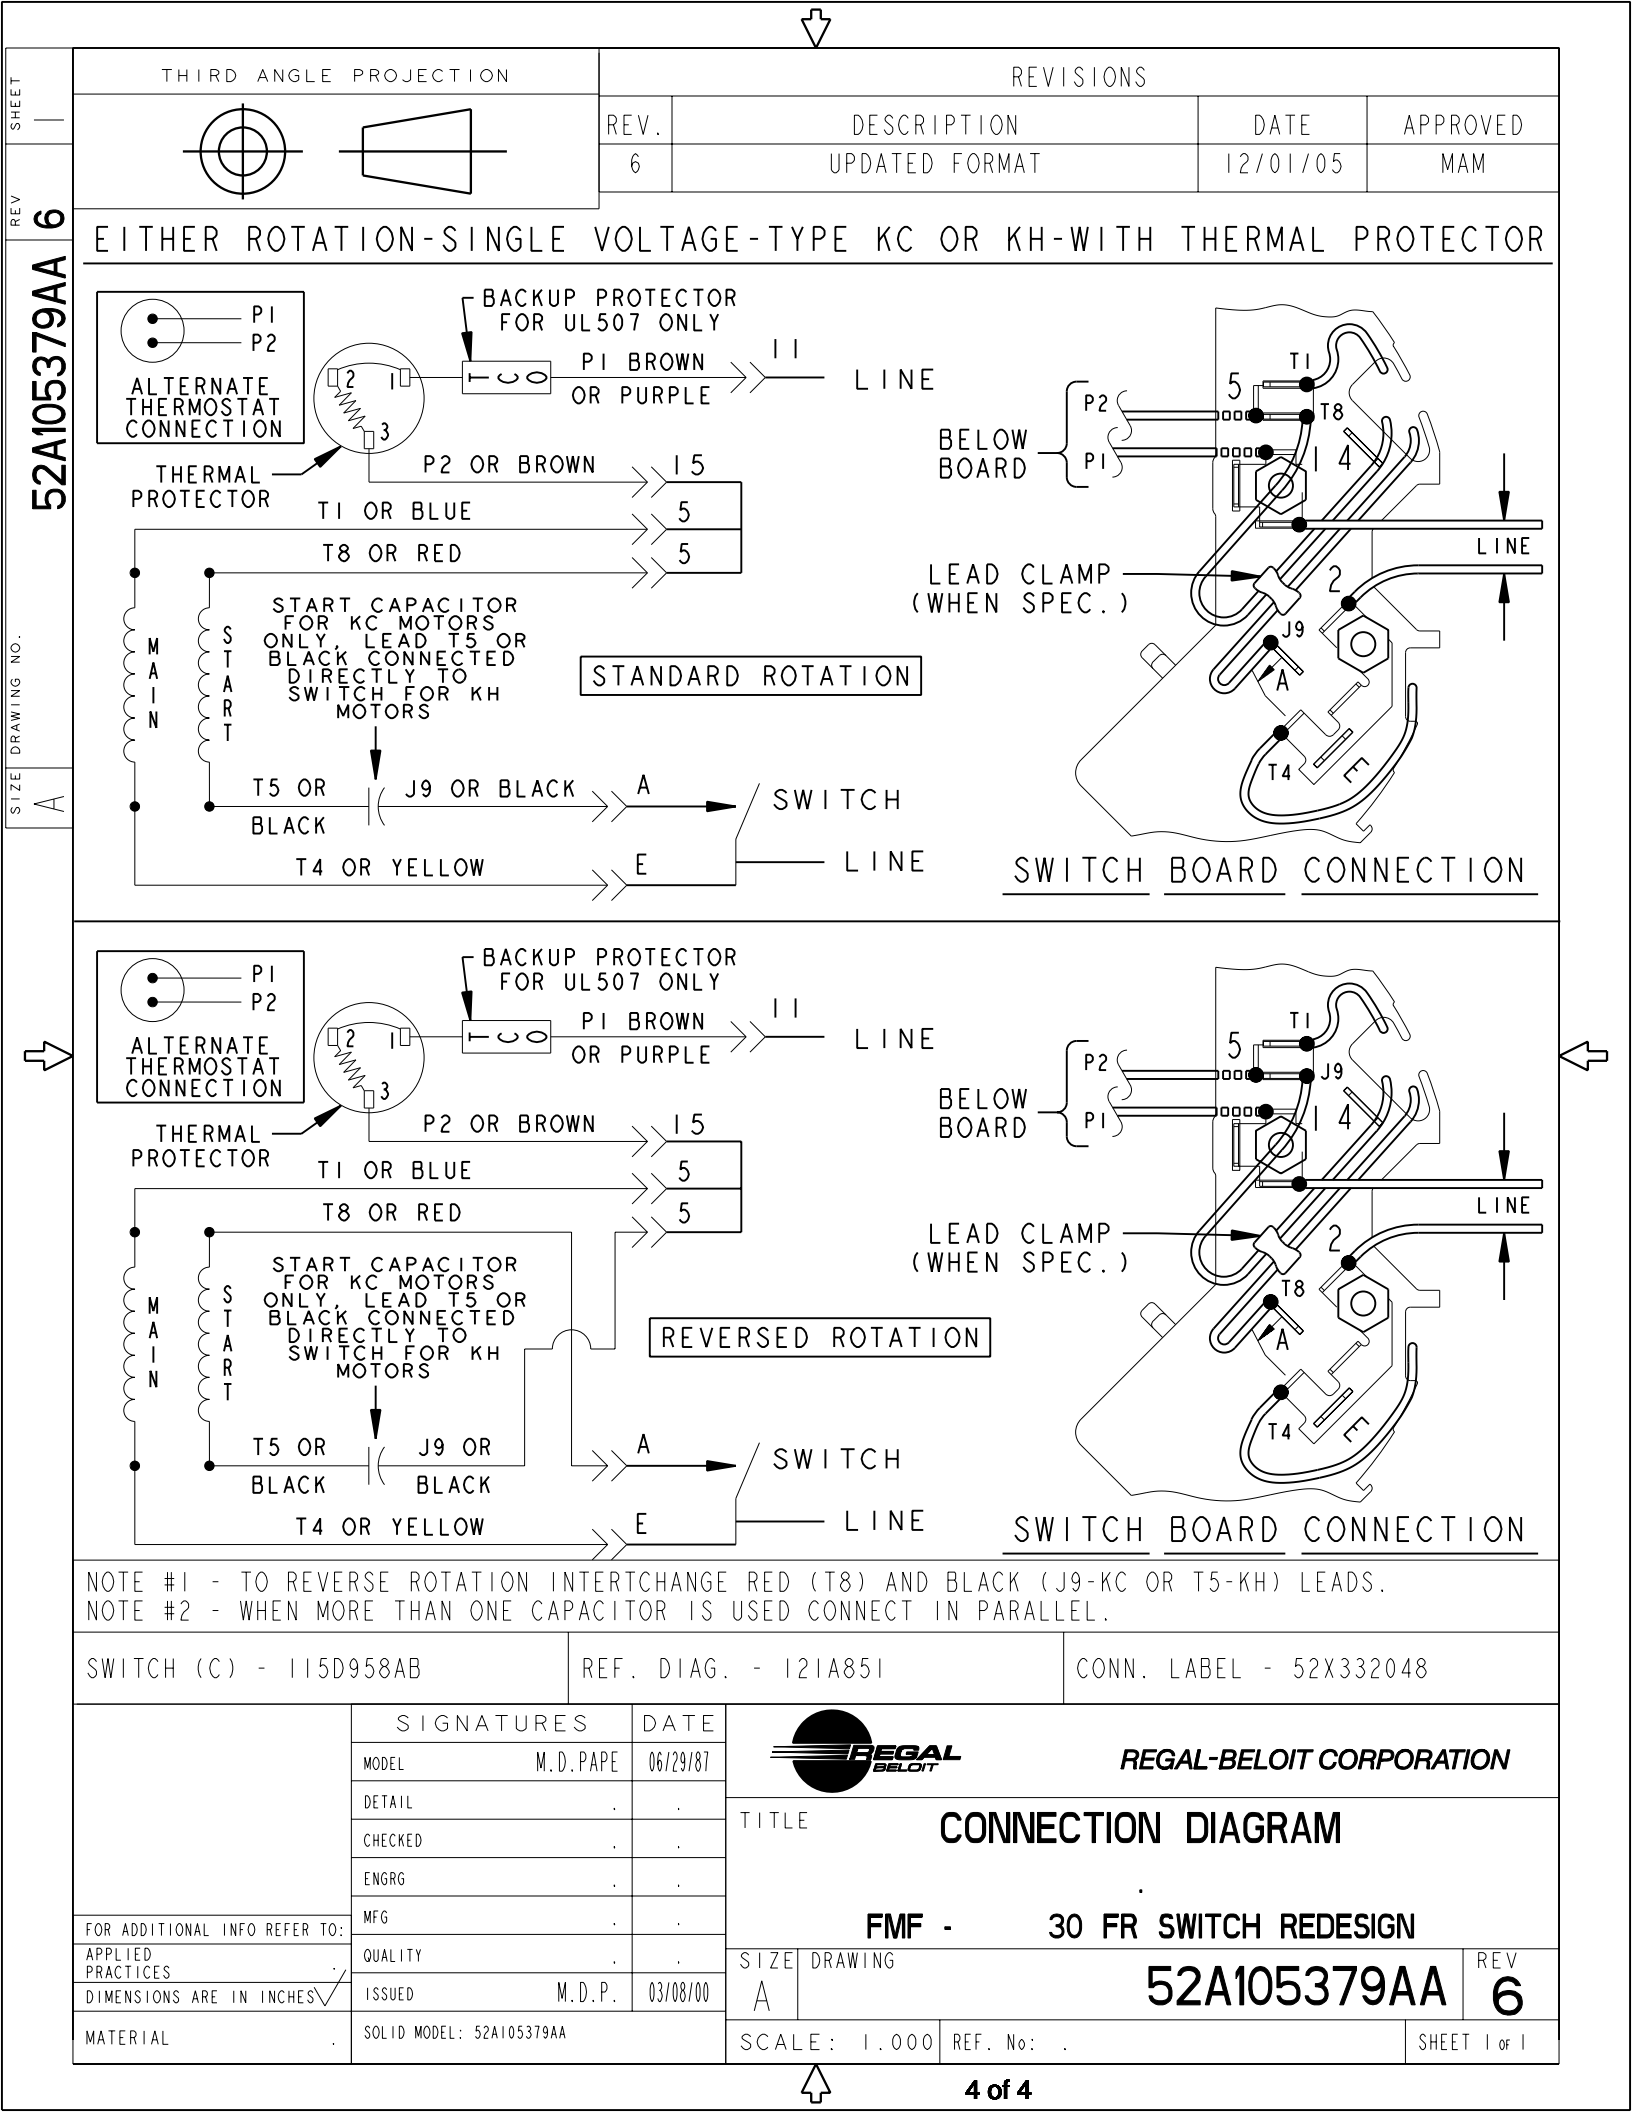 THIRD ANGLE PROJECTION
REVISIONS
REV.
DESCRIPTION
DATE
APPROVED
6
UPDATED FORMAT
12/01/05
MAM
SHEET
1
REV
6
DRAWING NO.
52A105379AA
SIZE
A
EITHER ROTATION-SINGLE VOLTAGE-TYPE KC OR KH-WITH THERMAL PROTECTOR
P1
P2
ALTERNATE
THERMOSTAT
CONNECTION
BACKUP PROTECTOR
FOR UL507 ONLY
2
1
3
TCO
P1 BROWN
OR PURPLE
11
LINE
THERMAL
PROTECTOR
P2 OR BROWN
15
T1 OR BLUE
5
T8 OR RED
5
MAIN
START
START CAPACITOR
FOR KC MOTORS
ONLY, LEAD T5 OR
BLACK CONNECTED
DIRECTLY TO
SWITCH FOR KH
MOTORS
STANDARD ROTATION
T5 OR
BLACK
J9 OR BLACK
A
SWITCH
T4 OR YELLOW
E
LINE
T1
5
P2
T8
BELOW
BOARD
P1
1
4
LINE
LEAD CLAMP
(WHEN SPEC.)
2
J9
A
T4
E
SWITCH BOARD CONNECTION
P1
P2
ALTERNATE
THERMOSTAT
CONNECTION
BACKUP PROTECTOR
FOR UL507 ONLY
2
1
3
TCO
P1 BROWN
OR PURPLE
11
LINE
THERMAL
PROTECTOR
P2 OR BROWN
15
T1 OR BLUE
5
T8 OR RED
5
MAIN
START
START CAPACITOR
FOR KC MOTORS
ONLY, LEAD T5 OR
BLACK CONNECTED
DIRECTLY TO
SWITCH FOR KH
MOTORS
REVERSED ROTATION
T5 OR
BLACK
J9 OR
BLACK
A
SWITCH
T4 OR YELLOW
E
LINE
T1
5
P2
J9
BELOW
BOARD
P1
1
4
LINE
LEAD CLAMP
(WHEN SPEC.)
2
T8
A
T4
E
SWITCH BOARD CONNECTION
NOTE #1 - TO REVERSE ROTATION INTERCHANGE RED (T8) AND BLACK (J9-KC OR T5-KH) LEADS.
NOTE #2 - WHEN MORE THAN ONE CAPACITOR IS USED CONNECT IN PARALLEL.
SWITCH (C) - 115D958AB
REF. DIAG. - 121A851
CONN. LABEL - 52X332048
SIGNATURES
DATE
MODEL M.D.PAPE 06/29/87
DETAIL . .
CHECKED . .
ENGRG . .
MFG . .
QUALITY . .
ISSUED M.D.P. 03/08/00
SOLID MODEL: 52A105379AA
FOR ADDITIONAL INFO REFER TO:
APPLIED
PRACTICES .
DIMENSIONS ARE IN INCHES
MATERIAL .
REGAL
BELOIT
REGAL-BELOIT CORPORATION
TITLE
CONNECTION DIAGRAM
.
FMF - 30 FR SWITCH REDESIGN
SIZE
A
DRAWING
52A105379AA
REV
6
SCALE: 1.000
REF. No: .
SHEET 1 OF 1
4 of 4